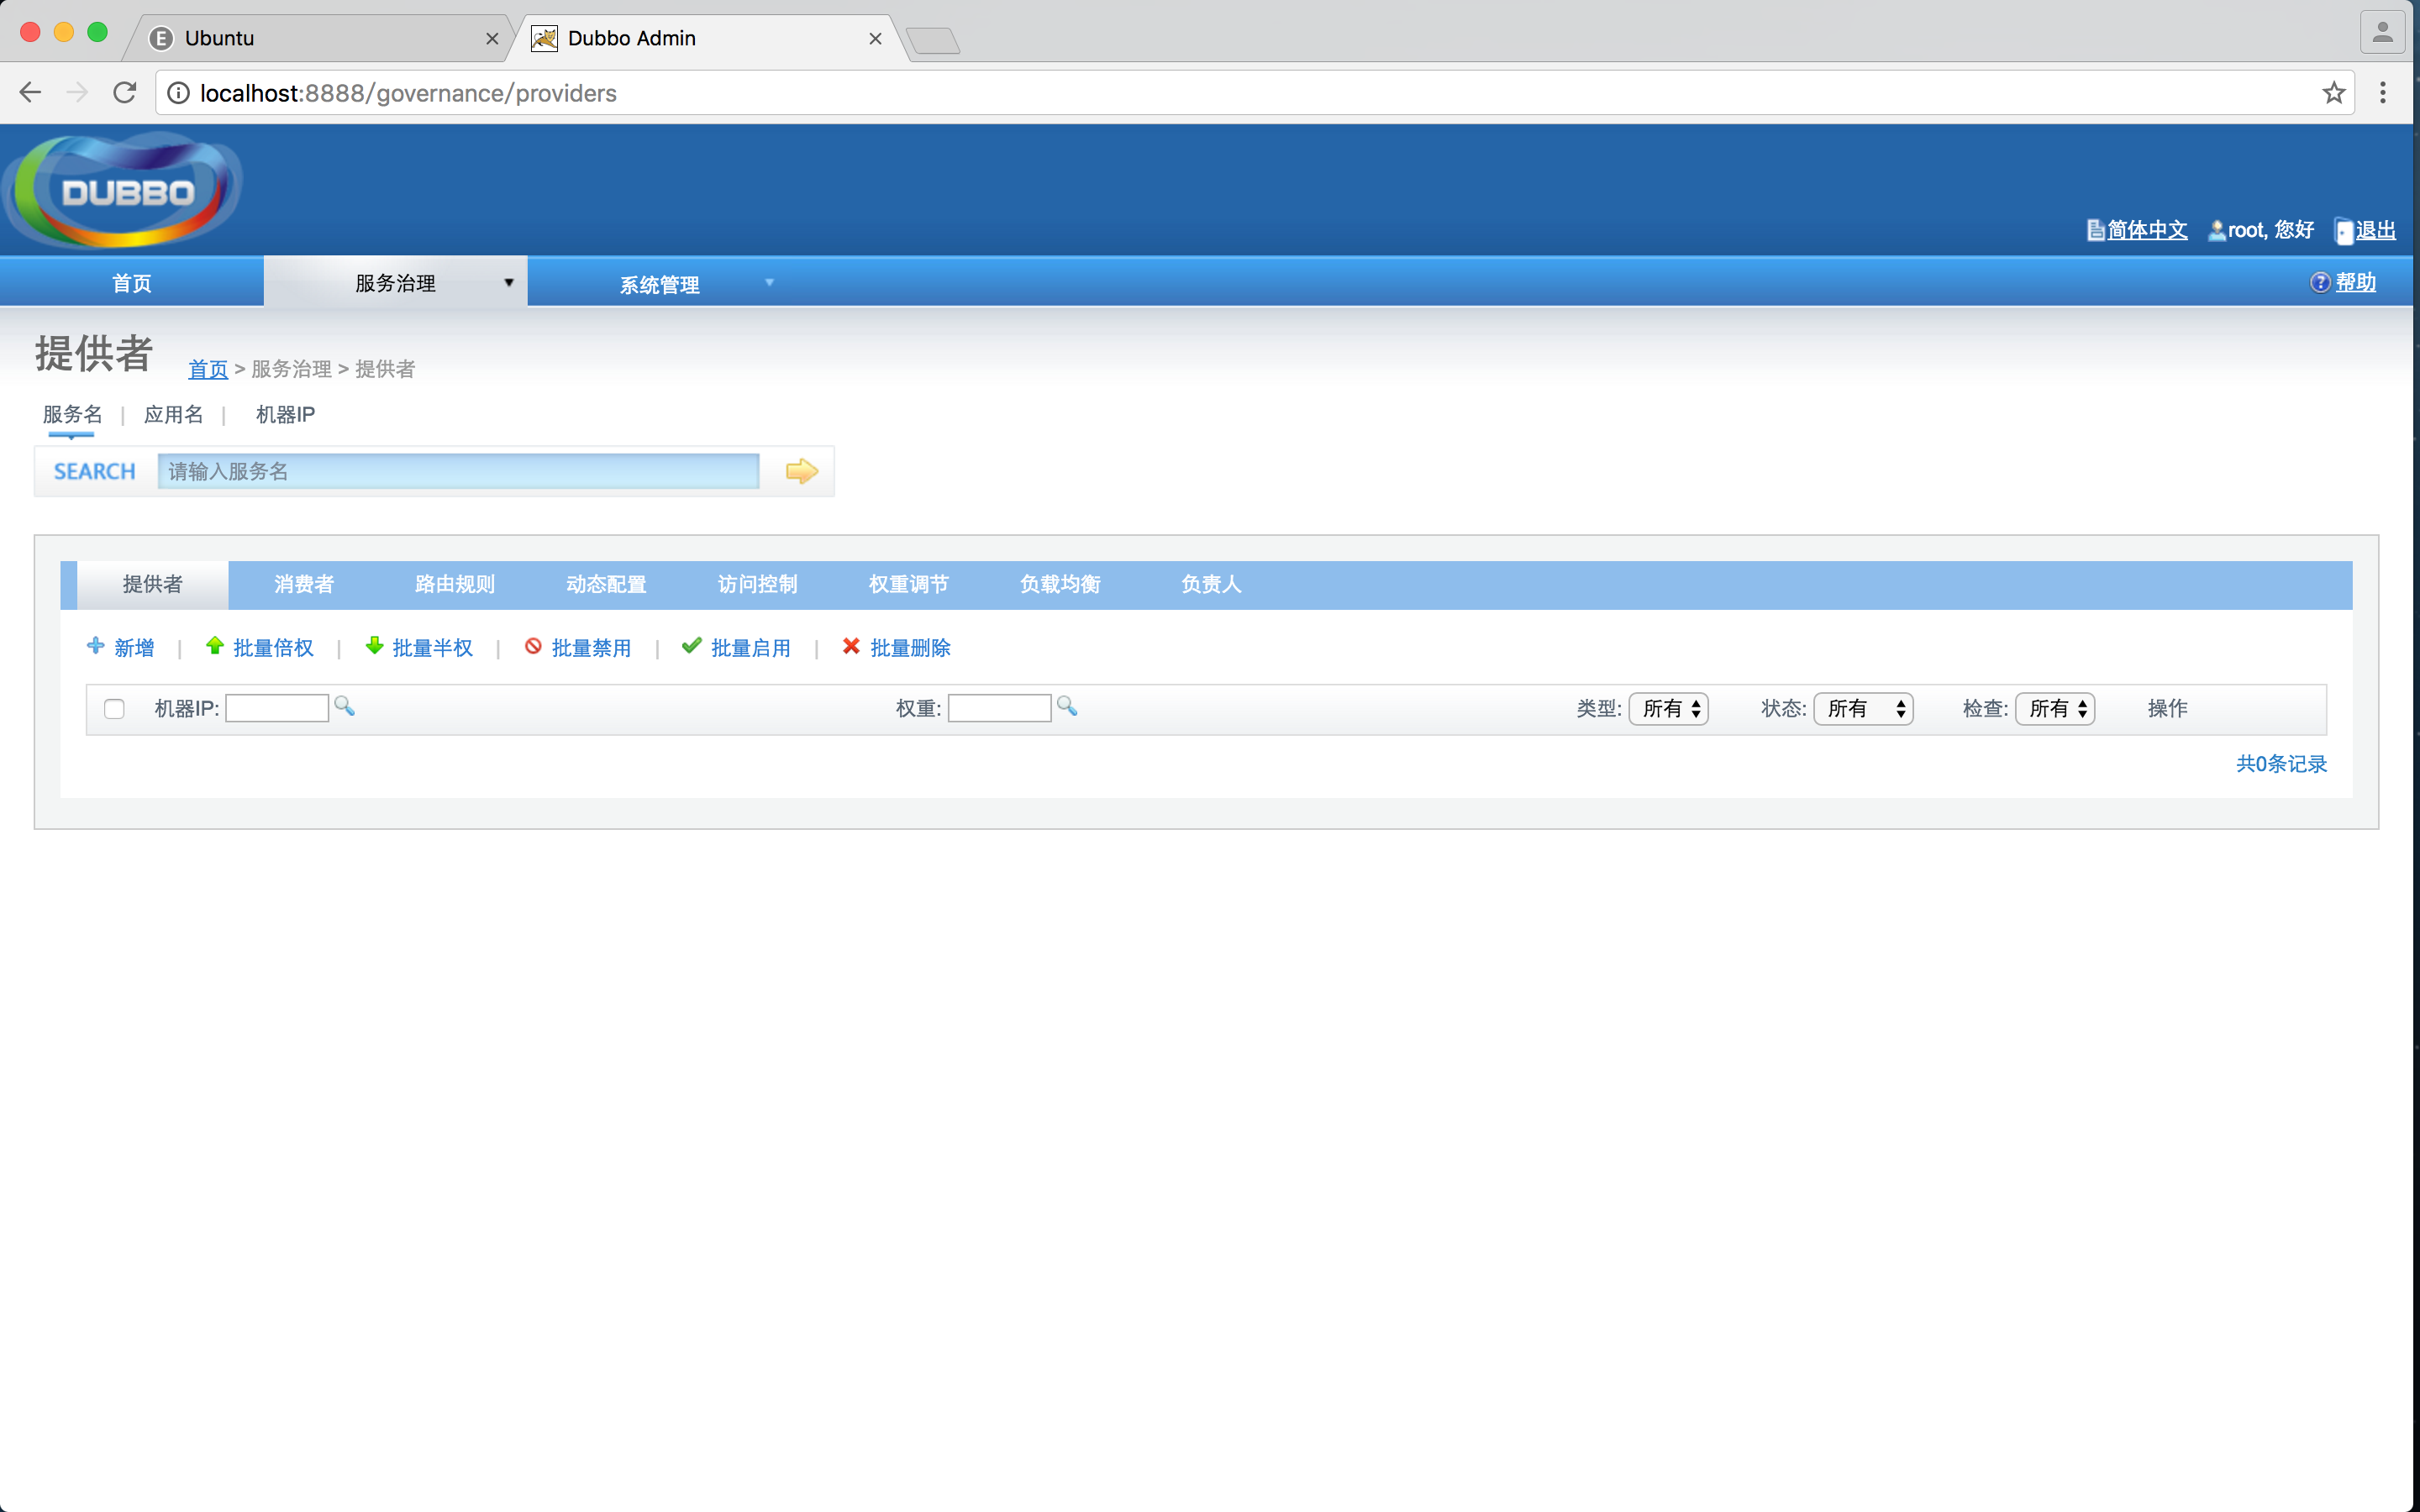 Ubuntu
Dubbo Admin
localhost:8888/governance/providers
DUBBO
简体中文 root, 您好 退出
首页 服务治理 系统管理 帮助
提供者 首页 > 服务治理 > 提供者
服务名 | 应用名 | 机器IP
SEARCH 请输入服务名
提供者 消费者 路由规则 动态配置 访问控制 权重调节 负载均衡 负责人
新增 | 批量倍权 | 批量半权 | 批量禁用 | 批量启用 | 批量删除
机器IP: 权重: 类型: 所有 状态: 所有 检查: 所有 操作
共0条记录